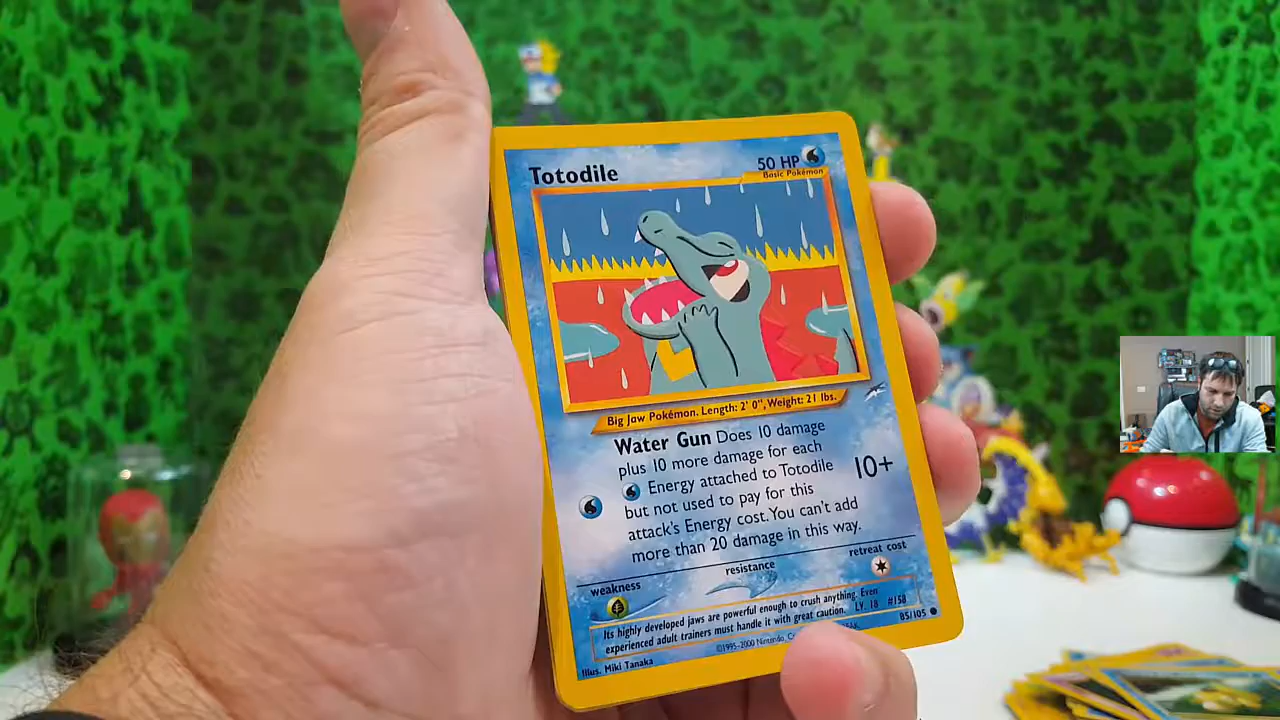 Totodile
50 HP
Basic Pokémon
Big Jaw Pokémon. Length: 2' 0", Weight: 21 lbs.
Water Gun Does 10 damage
plus 10 more damage for each
Energy attached to Totodile
but not used to pay for this
attack's Energy cost. You can't add
more than 20 damage in this way.
10+
weakness
resistance
retreat cost
Its highly developed jaws are powerful enough to crush anything. Even
experienced adult trainers must handle it with great caution. LV. 18 #158
Illus. Miki Tanaka
©1995-2000 Nintendo,
85/105